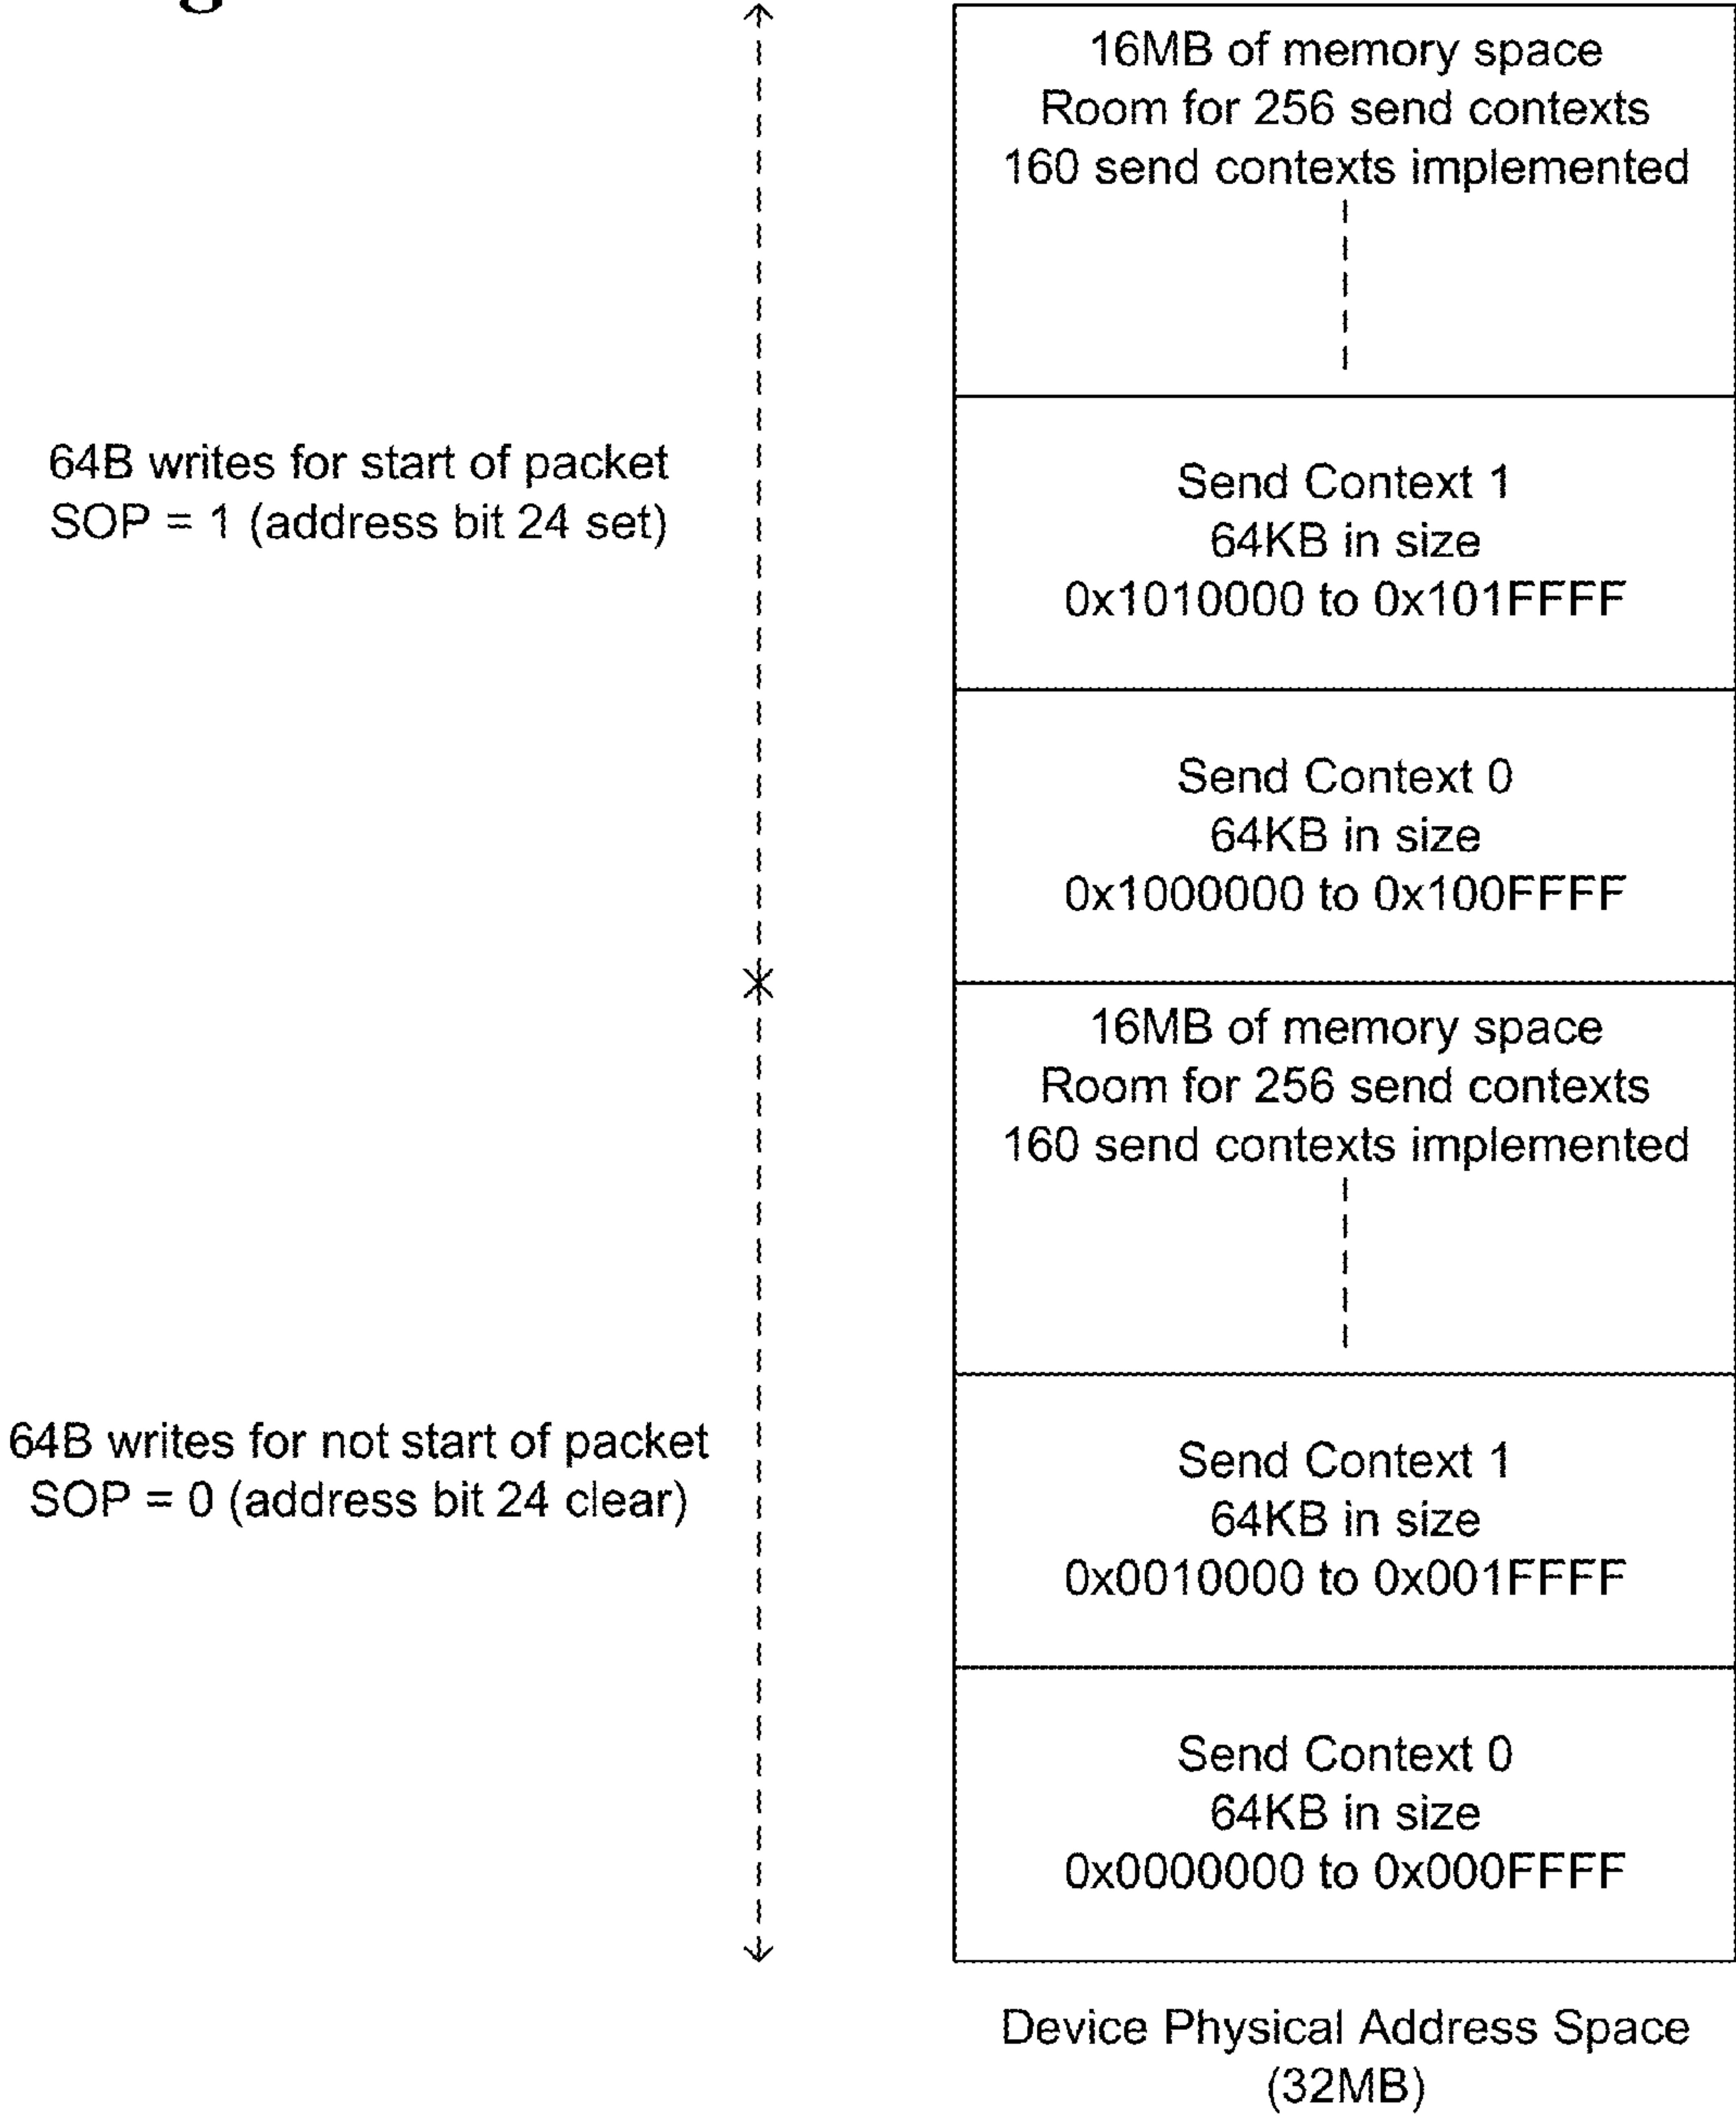 16MB of memory space
Room for 256 send contexts
160 send contexts implemented
64B writes for start of packet
SOP = 1 (address bit 24 set)
Send Context 1
64KB in size
0x1010000 to 0x101FFFF
Send Context 0
64KB in size
0x1000000 to 0x100FFFF
16MB of memory space
Room for 256 send contexts
160 send contexts implemented
64B writes for not start of packet
SOP = 0 (address bit 24 clear)
Send Context 1
64KB in size
0x0010000 to 0x001FFFF
Send Context 0
64KB in size
0x0000000 to 0x000FFFF
Device Physical Address Space
(32MB)